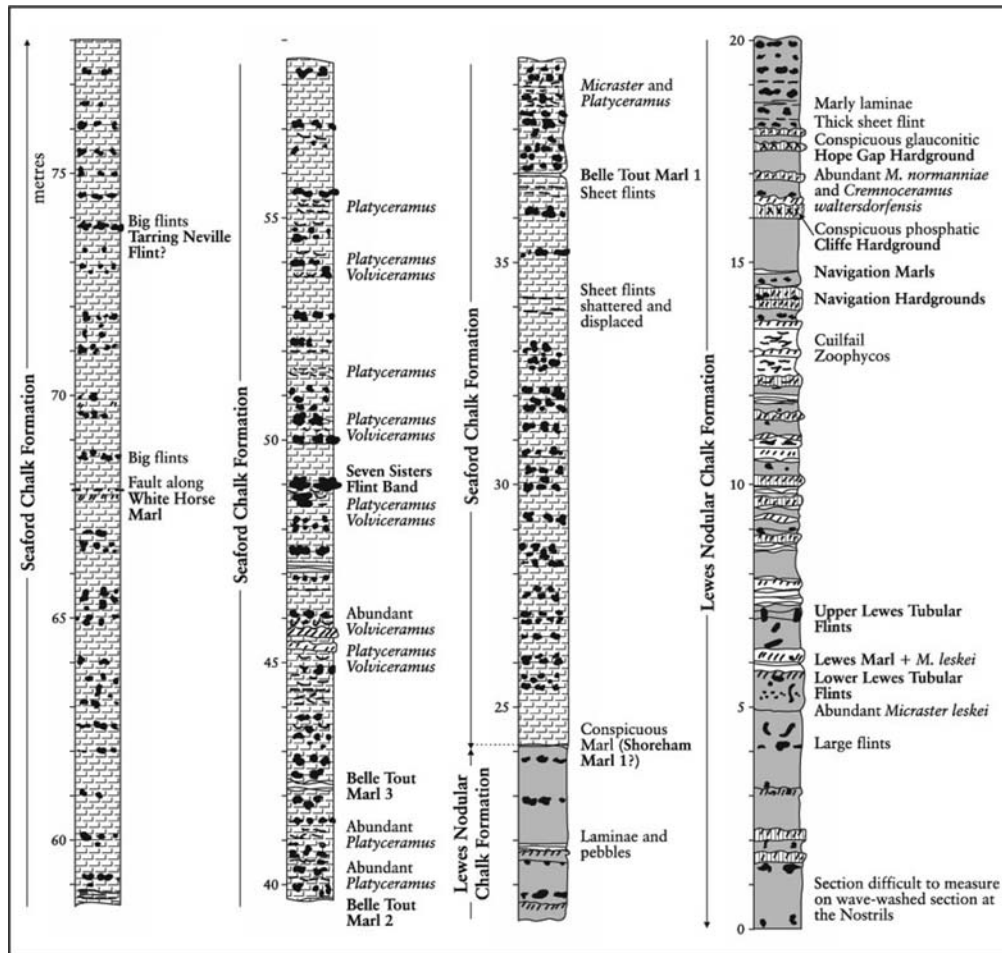 metres
75
70
65
60
Seaford Chalk Formation
Big flints
Tarring Neville
Flint?
Big flints
Fault along
White Horse
Marl
55
50
45
40
Seaford Chalk Formation
Platyceramus
Platyceramus
Volviceramus
Platyceramus
Platyceramus
Volviceramus
Seven Sisters
Flint Band
Platyceramus
Volviceramus
Abundant
Volviceramus
Platyceramus
Volviceramus
Belle Tout
Marl 3
Abundant
Platyceramus
Abundant
Platyceramus
Belle Tout
Marl 2
35
30
25
Seaford Chalk Formation
Lewes Nodular
Chalk Formation
Micraster and
Platyceramus
Belle Tout Marl 1
Sheet flints
Sheet flints
shattered and
displaced
Conspicuous
Marl (Shoreham
Marl 1?)
Laminae and
pebbles
20
15
10
5
0
Lewes Nodular Chalk Formation
Marly laminae
Thick sheet flint
Conspicuous glauconitic
Hope Gap Hardground
Abundant M. normanniae
and Cremnoceramus
waltersdorfensis
Conspicuous phosphatic
Cliffe Hardground
Navigation Marls
Navigation Hardgrounds
Cuilfail
Zoophycos
Upper Lewes Tubular
Flints
Lewes Marl + M. leskei
Lower Lewes Tubular
Flints
Abundant Micraster leskei
Large flints
Section difficult to measure
on wave-washed section at
the Nostrils